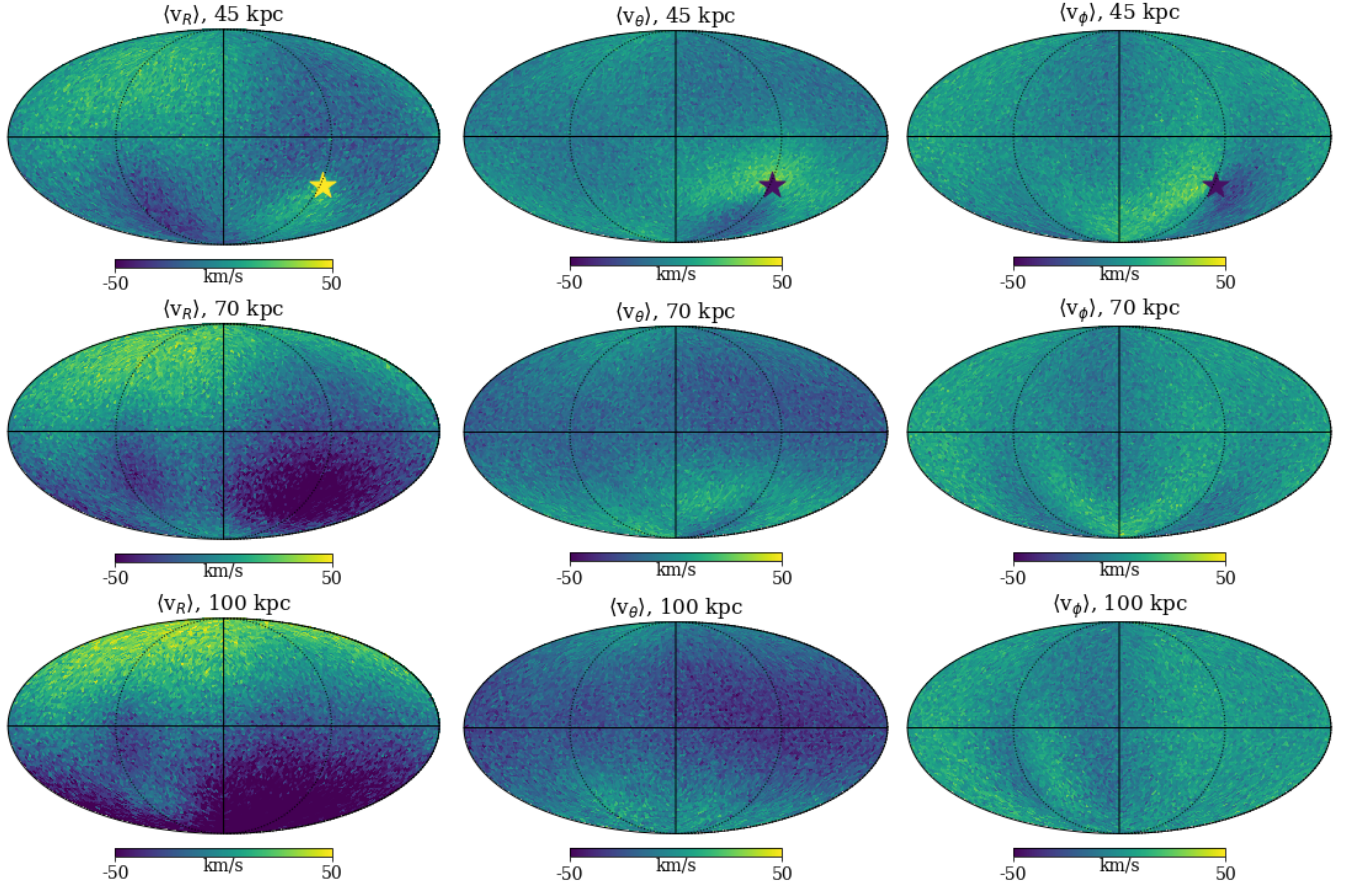 ⟨v_R⟩, 45 kpc
⟨v_θ⟩, 45 kpc
⟨v_ϕ⟩, 45 kpc
-50 km/s 50
-50 km/s 50
-50 km/s 50
⟨v_R⟩, 70 kpc
⟨v_θ⟩, 70 kpc
⟨v_ϕ⟩, 70 kpc
-50 km/s 50
-50 km/s 50
-50 km/s 50
⟨v_R⟩, 100 kpc
⟨v_θ⟩, 100 kpc
⟨v_ϕ⟩, 100 kpc
-50 km/s 50
-50 km/s 50
-50 km/s 50